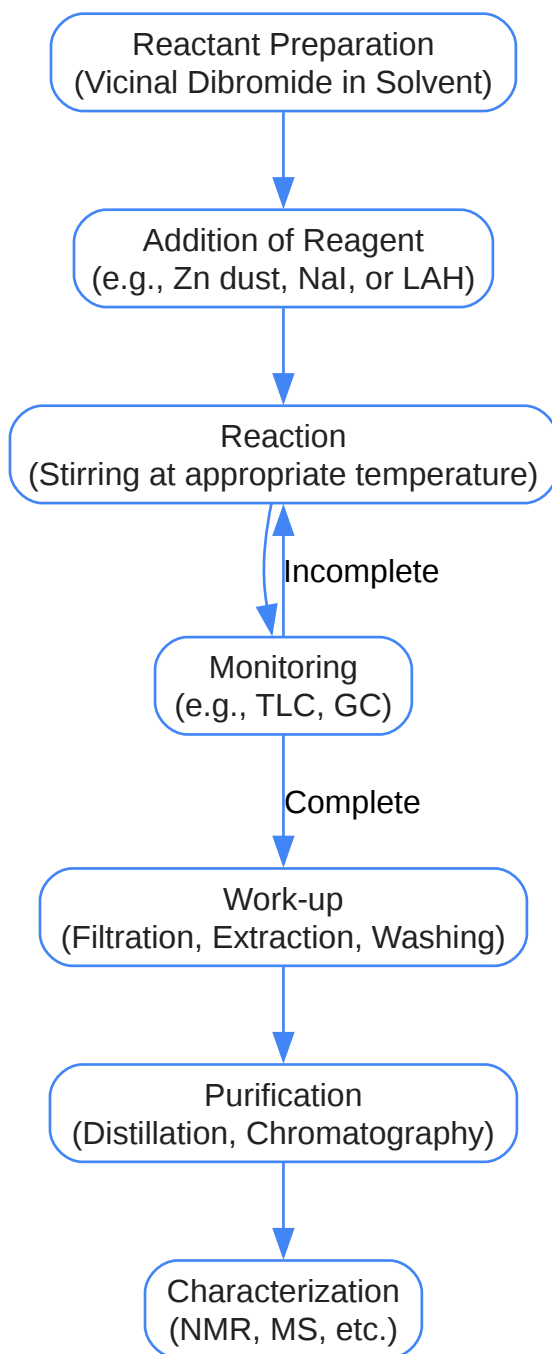 Reactant Preparation
(Vicinal Dibromide in Solvent)
Addition of Reagent
(e.g., Zn dust, NaI, or LAH)
Reaction
(Stirring at appropriate temperature)
Incomplete
Monitoring
(e.g., TLC, GC)
Complete
Work-up
(Filtration, Extraction, Washing)
Purification
(Distillation, Chromatography)
Characterization
(NMR, MS, etc.)